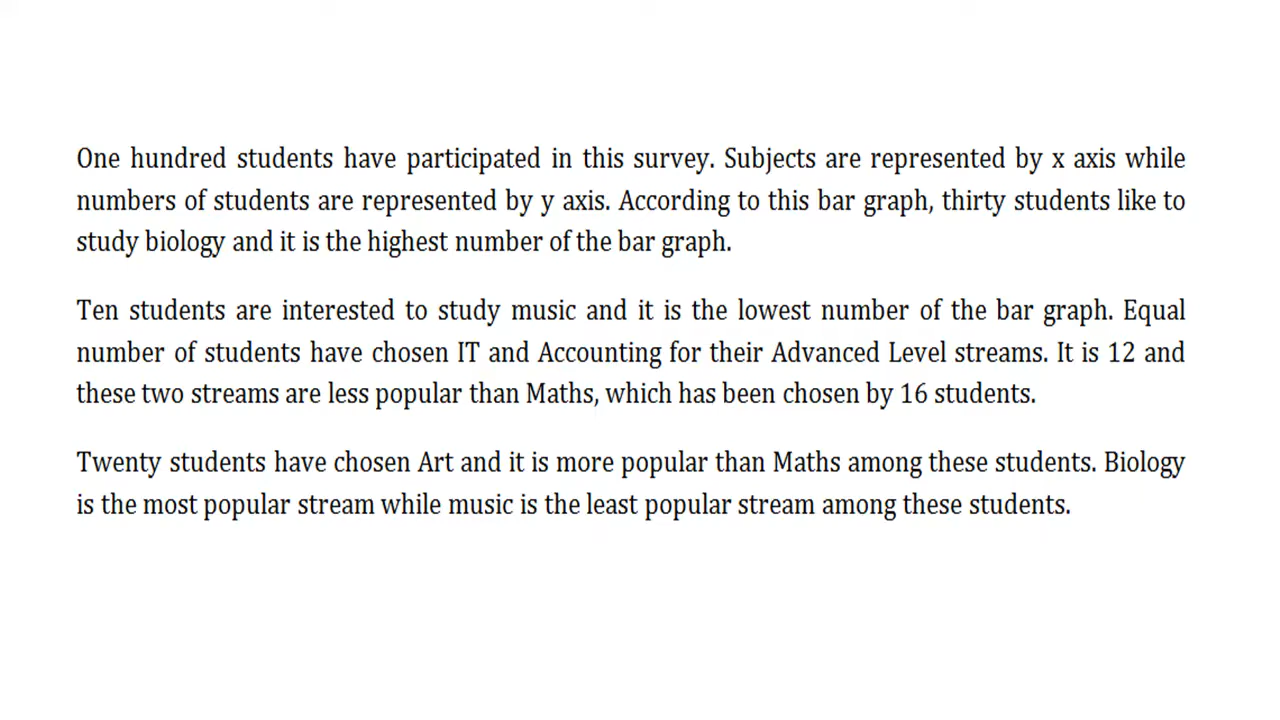 One hundred students have participated in this survey. Subjects are represented by x axis while
numbers of students are represented by y axis. According to this bar graph, thirty students like to
study biology and it is the highest number of the bar graph.
Ten students are interested to study music and it is the lowest number of the bar graph. Equal
number of students have chosen IT and Accounting for their Advanced Level streams. It is 12 and
these two streams are less popular than Maths, which has been chosen by 16 students.
Twenty students have chosen Art and it is more popular than Maths among these students. Biology
is the most popular stream while music is the least popular stream among these students.